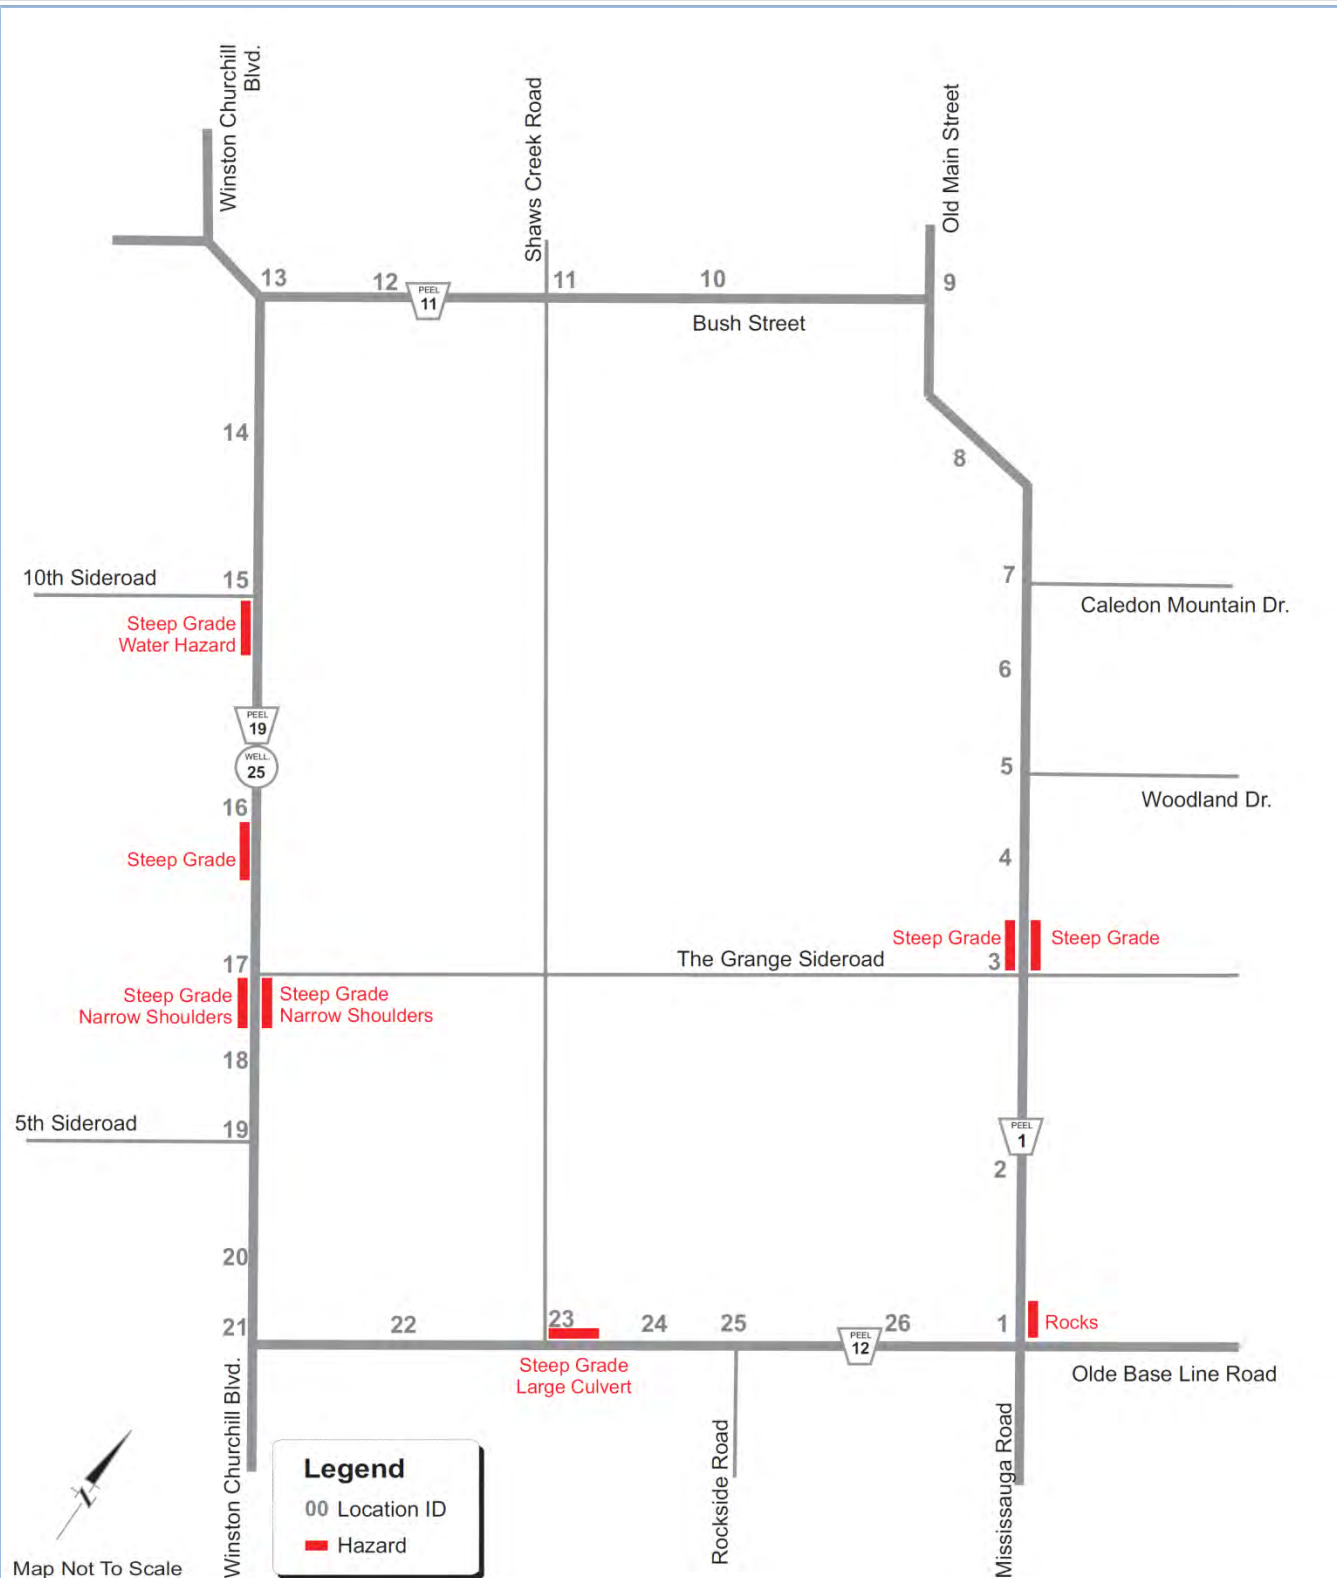 Winston Churchill
Blvd.
Shaws Creek Road
Old Main Street
13
12
PEEL
11
11
10
9
Bush Street
14
8
10th Sideroad
15
7
Caledon Mountain Dr.
Steep Grade
Water Hazard
6
PEEL
19
WELL.
25
5
Woodland Dr.
16
Steep Grade
4
Steep Grade
Steep Grade
17
The Grange Sideroad
3
Steep Grade
Narrow Shoulders
Steep Grade
Narrow Shoulders
18
5th Sideroad
19
PEEL
1
2
20
21
22
23
24
25
PEEL
12
26
1
Rocks
Steep Grade
Large Culvert
Olde Base Line Road
Winston Churchill Blvd.
Rockside Road
Mississauga Road
Legend
00 Location ID
Hazard
Z
Map Not To Scale